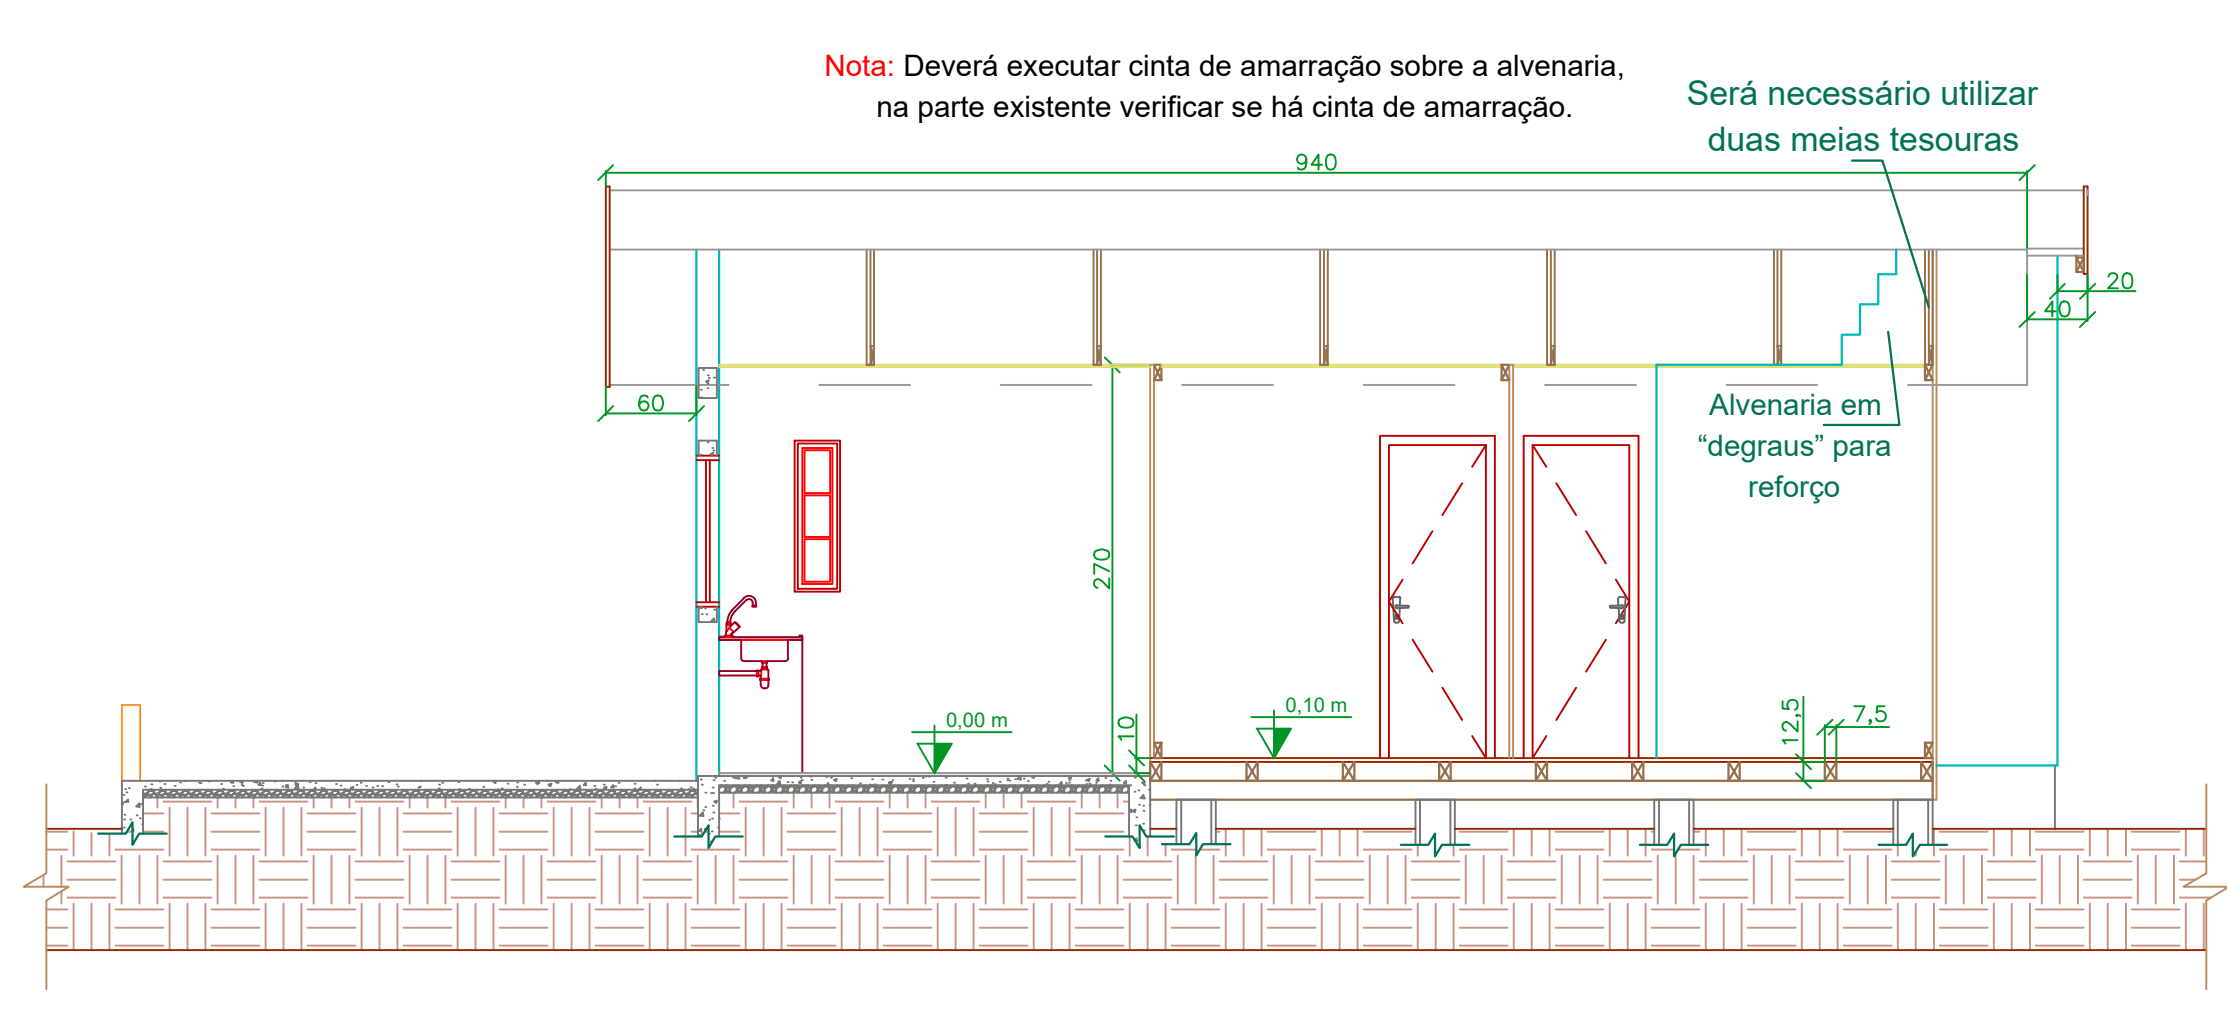 Nota: Deverá executar cinta de amarração sobre a alvenaria,
na parte existente verificar se há cinta de amarração.
Será necessário utilizar
duas meias tesouras
940
20
40
60
Alvenaria em
“degraus” para
reforço
270
0,00 m
10
0,10 m
12,5
7,5